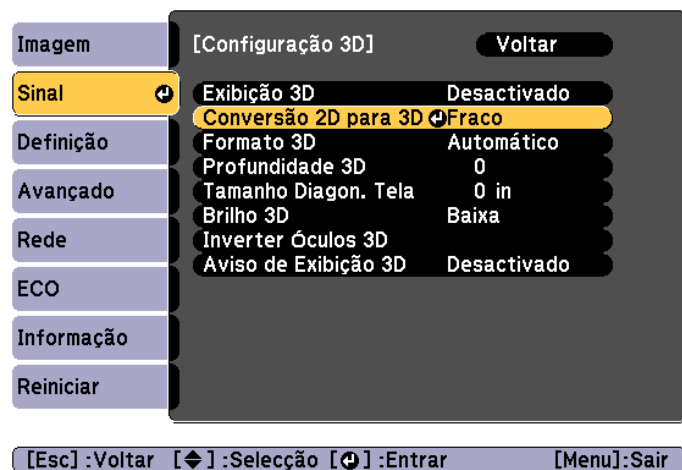 Imagem
Sinal
Definição
Avançado
Rede
ECO
Informação
Reiniciar
[Configuração 3D] Voltar
Exibição 3D Desactivado
Conversão 2D para 3D Fraco
Formato 3D Automático
Profundidade 3D 0
Tamanho Diagon. Tela 0 in
Brilho 3D Baixa
Inverter Óculos 3D
Aviso de Exibição 3D Desactivado
[Esc] :Voltar [◆] :Selecção [↵] :Entrar [Menu]:Sair